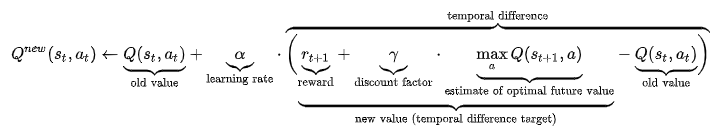 temporal difference
Q^{new}(s_t, a_t) ← Q(s_t, a_t) + α · ( r_{t+1} + γ · max_a Q(s_{t+1}, a) − Q(s_t, a_t) )
old value learning rate reward discount factor estimate of optimal future value old value
new value (temporal difference target)